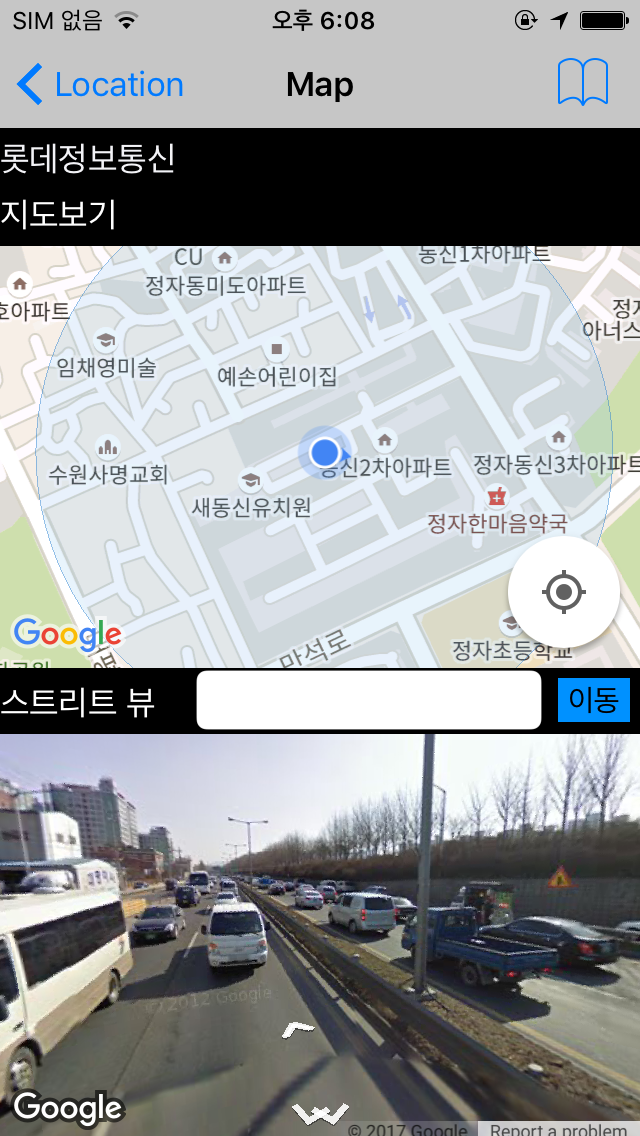 SIM 없음
오후 6:08
Location
Map
롯데정보통신
지도보기
CU
동신1차아파트
정자동미도아파트
호아파트
정자
아너스
임채영미술
예손어린이집
수원사명교회
동신2차아파트
정자동신3차아파트
새동신유치원
정자한마음약국
Google
만석로
정자초등학교
스트리트 뷰
이동
© 2012 Google
Google
© 2017 Google
Report a problem